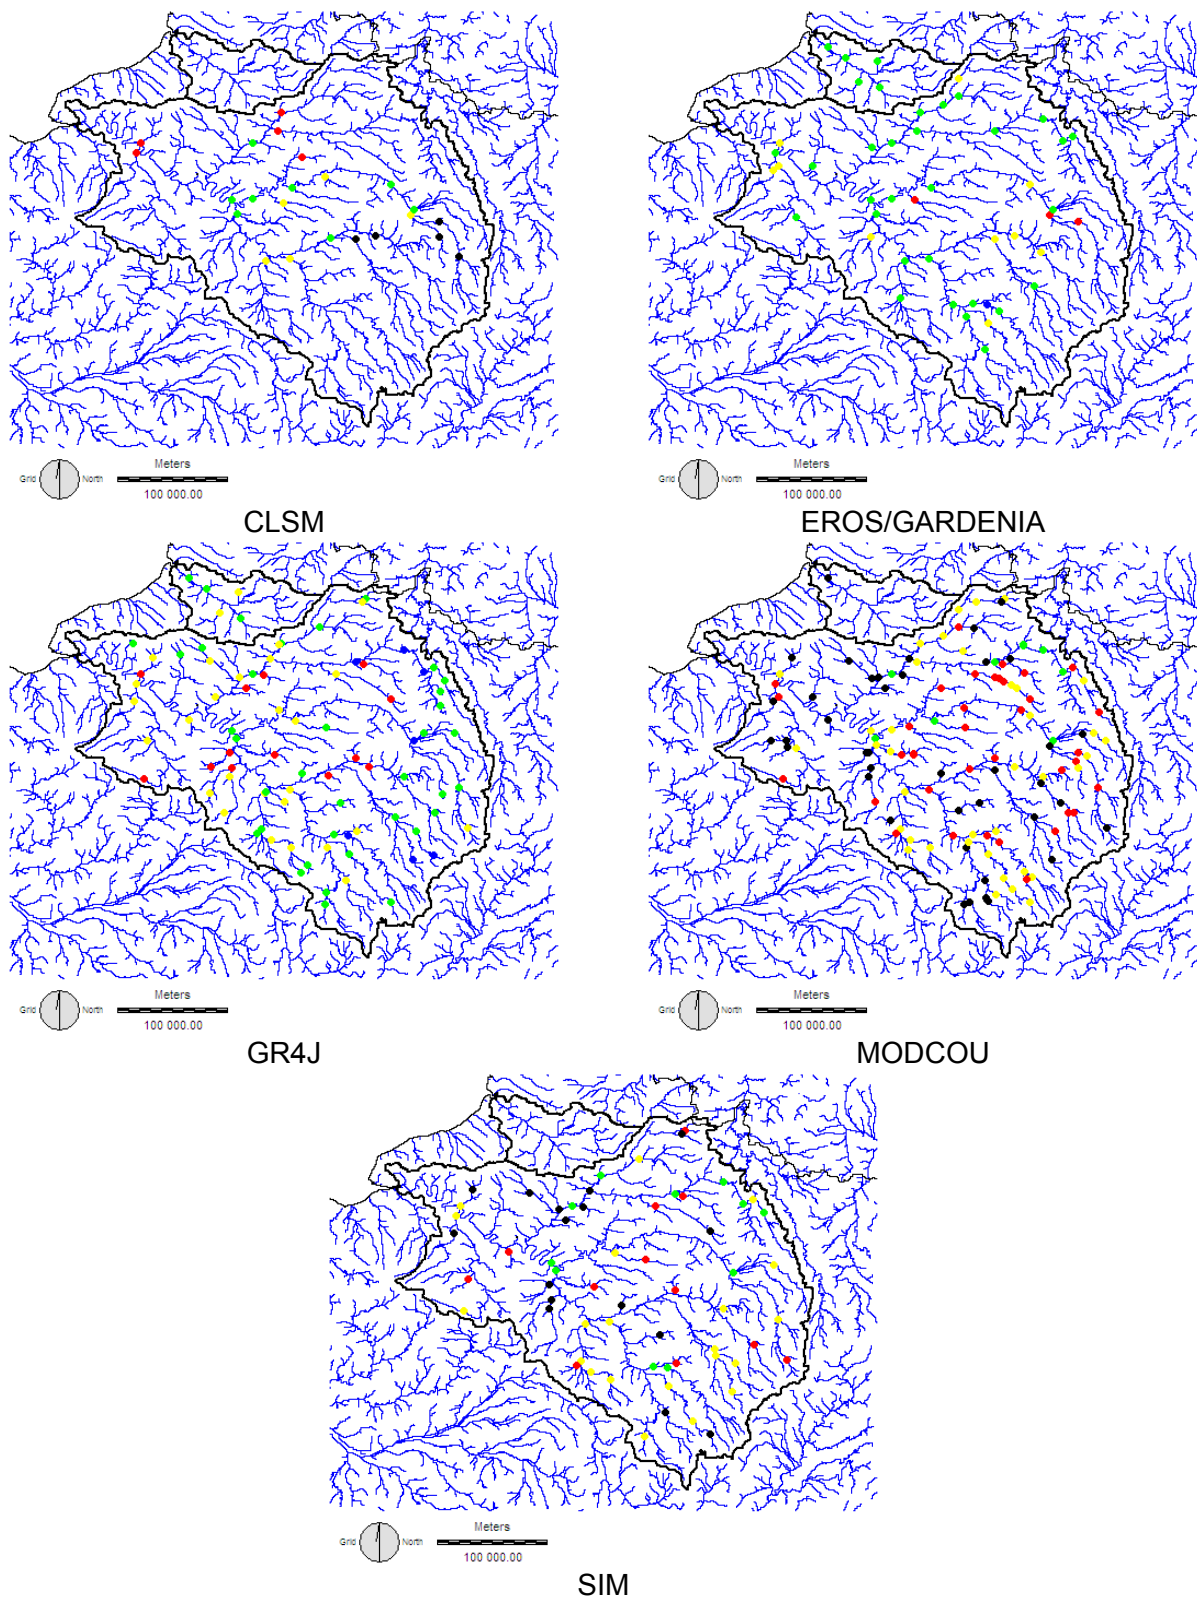 Meters
Grid North
100 000.00
CLSM
Meters
Grid North
100 000.00
EROS/GARDENIA
Meters
Grid North
100 000.00
GR4J
Meters
Grid North
100 000.00
MODCOU
Meters
Grid North
100 000.00
SIM